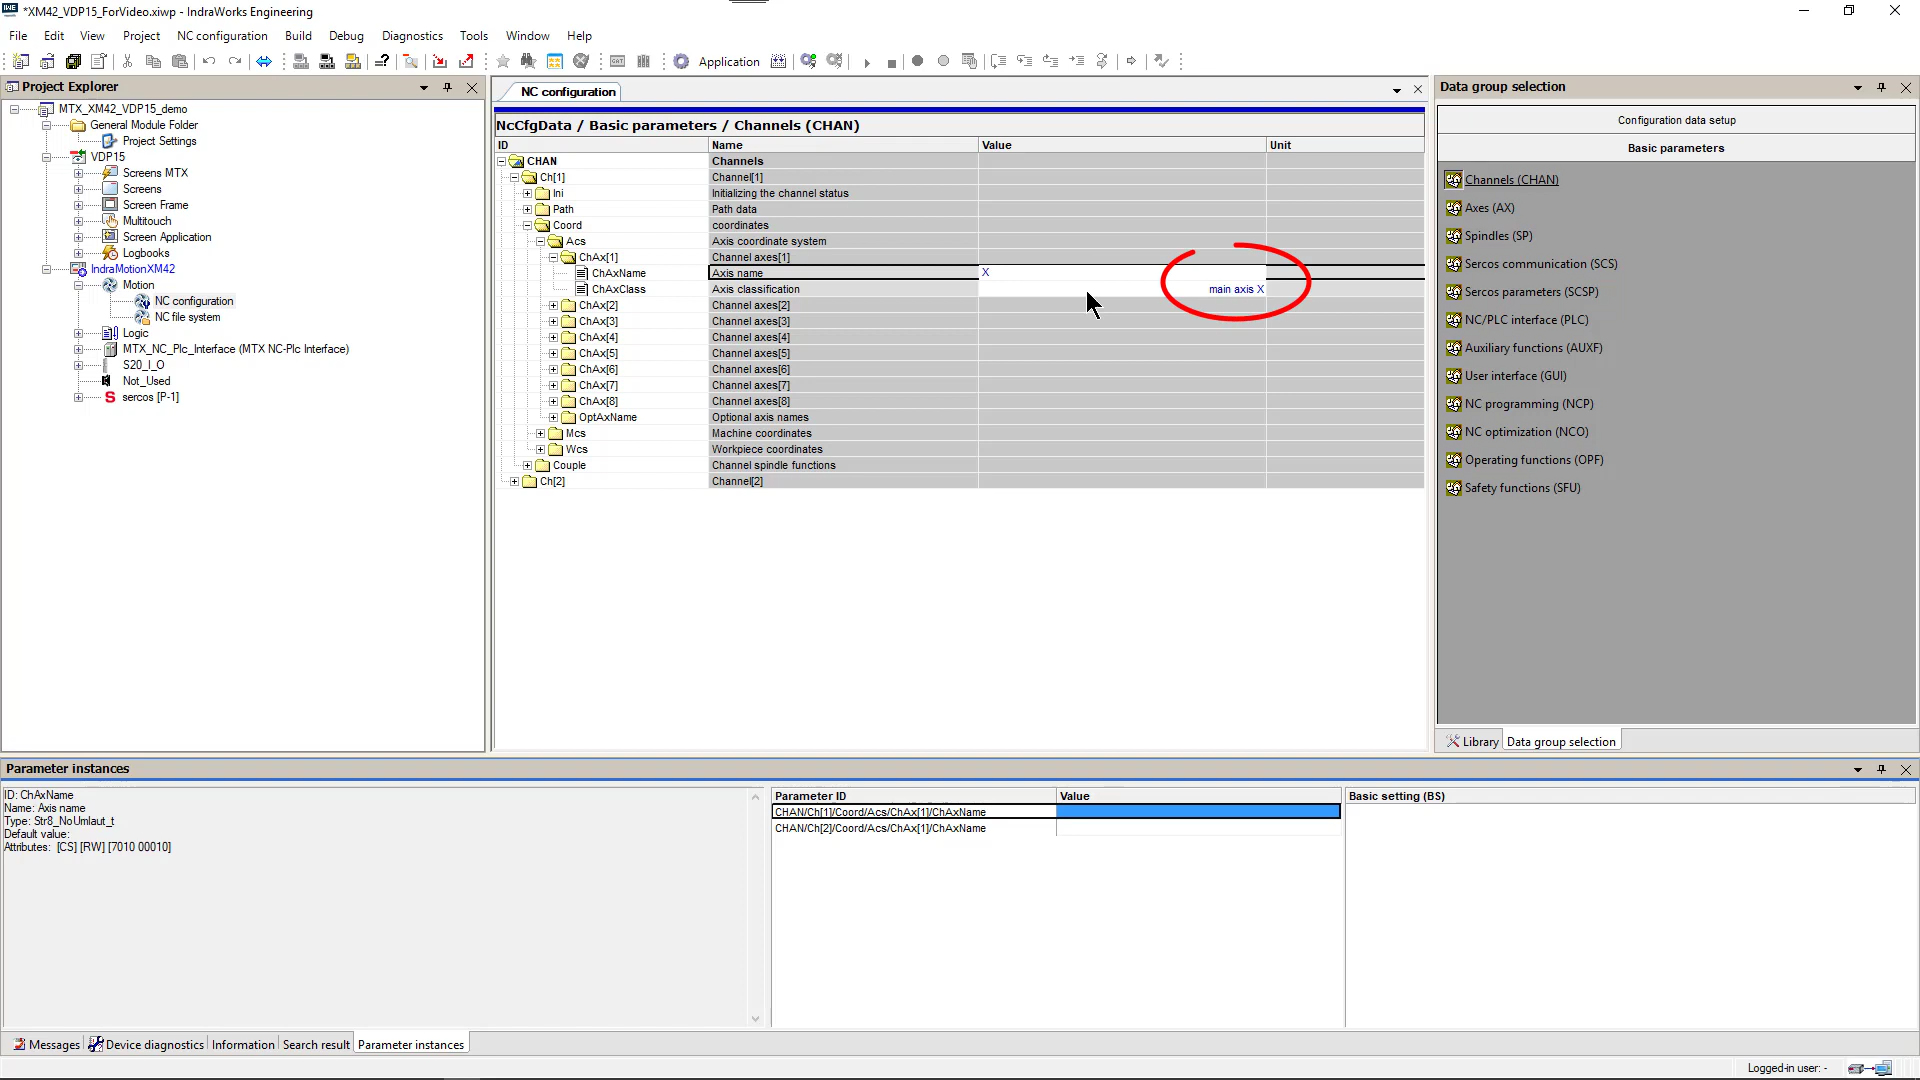 *XM42_VDP15_ForVideo.xiwp - IndraWorks Engineering
File Edit View Project NC configuration Build Debug Diagnostics Tools Window Help
Application
Project Explorer
MTX_XM42_VDP15_demo
General Module Folder
Project Settings
VDP15
Screens MTX
Screens
Screen Frame
Multitouch
Screen Application
Logbooks
IndraMotionXM42
Motion
NC configuration
NC file system
Logic
MTX_NC_Plc_Interface (MTX NC-Plc Interface)
S20_I_O
Not_Used
S sercos [P-1]
NC configuration
NcCfgData / Basic parameters / Channels (CHAN)
ID Name Value Unit
CHAN Channels
Ch[1] Channel[1]
Ini Initializing the channel status
Path Path data
Coord coordinates
Acs Axis coordinate system
ChAx[1] Channel axes[1]
ChAxName Axis name X
ChAxClass Axis classification main axis X
ChAx[2] Channel axes[2]
ChAx[3] Channel axes[3]
ChAx[4] Channel axes[4]
ChAx[5] Channel axes[5]
ChAx[6] Channel axes[6]
ChAx[7] Channel axes[7]
ChAx[8] Channel axes[8]
OptAxName Optional axis names
Mcs Machine coordinates
Wcs Workpiece coordinates
Couple Channel spindle functions
Ch[2] Channel[2]
Data group selection
Configuration data setup
Basic parameters
Channels (CHAN)
Axes (AX)
Spindles (SP)
Sercos communication (SCS)
Sercos parameters (SCSP)
NC/PLC interface (PLC)
Auxiliary functions (AUXF)
User interface (GUI)
NC programming (NCP)
NC optimization (NCO)
Operating functions (OPF)
Safety functions (SFU)
Library Data group selection
Parameter instances
ID: ChAxName
Name: Axis name
Type: Str8_NoUmlaut_t
Default value:
Attributes: [CS] [RW] [7010 00010]
Parameter ID Value
CHAN/Ch[1]/Coord/Acs/ChAx[1]/ChAxName
CHAN/Ch[2]/Coord/Acs/ChAx[1]/ChAxName
Basic setting (BS)
Messages Device diagnostics Information Search result Parameter instances
Logged-in user: -